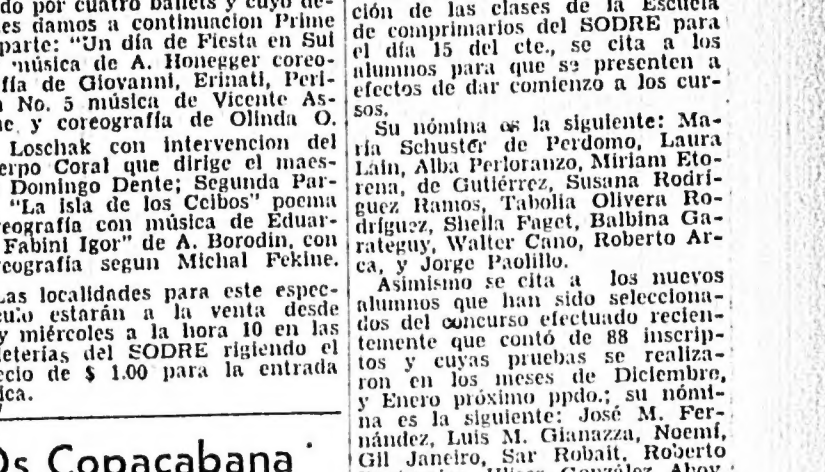 do por cuatro ballets y cuyo de-
es damos a continuacion Prime
parte: "Un día de Fiesta en Sui
música de A. Honegger coreo-
fía de Giovanni, Erinati, Peri-
No. 5 música de Vicente As-
e y coreografía de Olinda O.
Loschak con intervencion del
erpo Coral que dirige el maes-
Domingo Dente; Segunda Par-
"La isla de los Ceibos" poema
reografía con música de Eduar-
Fabini Igor" de A. Borodin, con
reografía segun Michal Fekine.
Las localidades para este espec-
culo estarán a la venta desde
y miércoles a la hora 10 en las
leterías del SODRE rigiendo el
ecio de $ 1.00 para la entrada
ica.
Os Copacabana
ción de las clases de la Escuela
de comprimarios del SODRE para
el día 15 del cte., se cita a los
alumnos para que se presenten a
efectos de dar comienzo a los cur-
sos.
Su nómina es la siguiente: Ma-
ría Schuster de Perdomo, Laura
Laín, Alba Perloranzo, Miriam Eto-
rena, de Gutiérrez, Susana Rodrí-
guez Ramos, Tabolia Olivera Ro-
dríguez, Sheila Faget, Balbina Ga-
rateguy, Walter Cano, Roberto Ar-
ca, y Jorge Paolillo.
Asimismo se cita a los nuevos
alumnos que han sido selecciona-
dos del concurso efectuado recien-
temente que contó de 88 inscrip-
tos y cuyas pruebas se realiza-
ron en los meses de Diciembre,
y Enero próximo ppdo.; su nómi-
na es la siguiente: José M. Fer-
nández, Luis M. Gianazza, Noemí,
Gil Janeiro, Sar Robait, Roberto
González